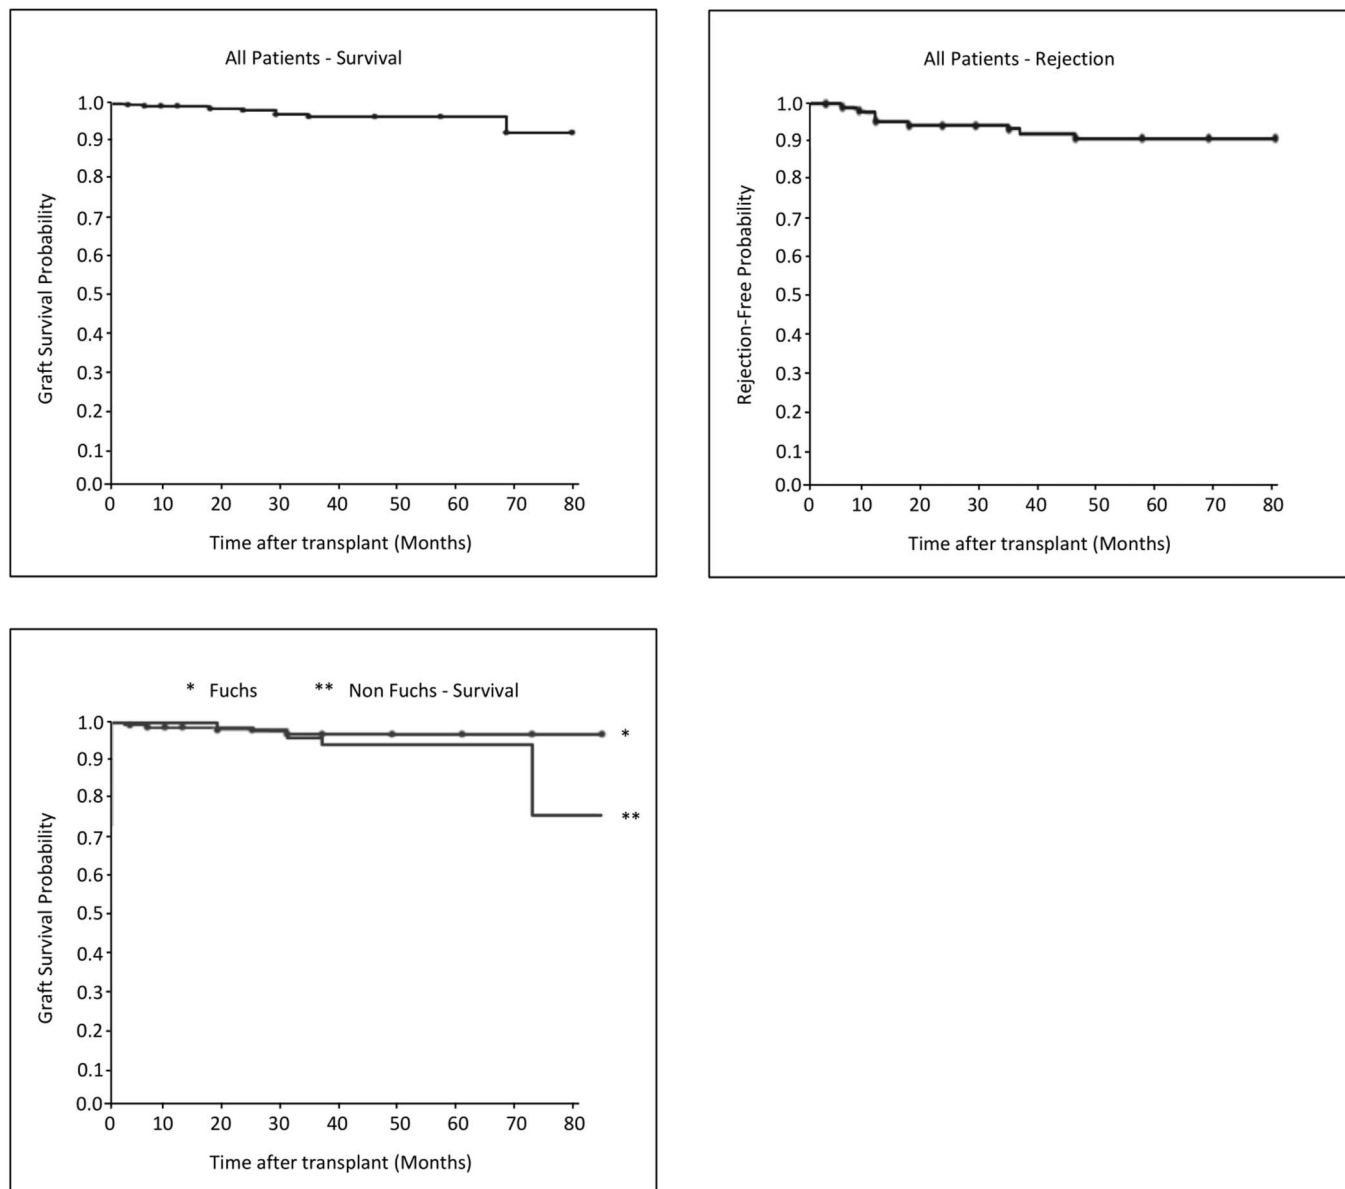 All Patients - Survival
Graft Survival Probability
1.0
0.9
0.8
0.7
0.6
0.5
0.4
0.3
0.2
0.1
0.0
0 10 20 30 40 50 60 70 80
Time after transplant (Months)
All Patients - Rejection
Rejection-Free Probability
1.0
0.9
0.8
0.7
0.6
0.5
0.4
0.3
0.2
0.1
0.0
0 10 20 30 40 50 60 70 80
Time after transplant (Months)
* Fuchs ** Non Fuchs - Survival
Graft Survival Probability
1.0
0.9
0.8
0.7
0.6
0.5
0.4
0.3
0.2
0.1
0.0
*
**
0 10 20 30 40 50 60 70 80
Time after transplant (Months)